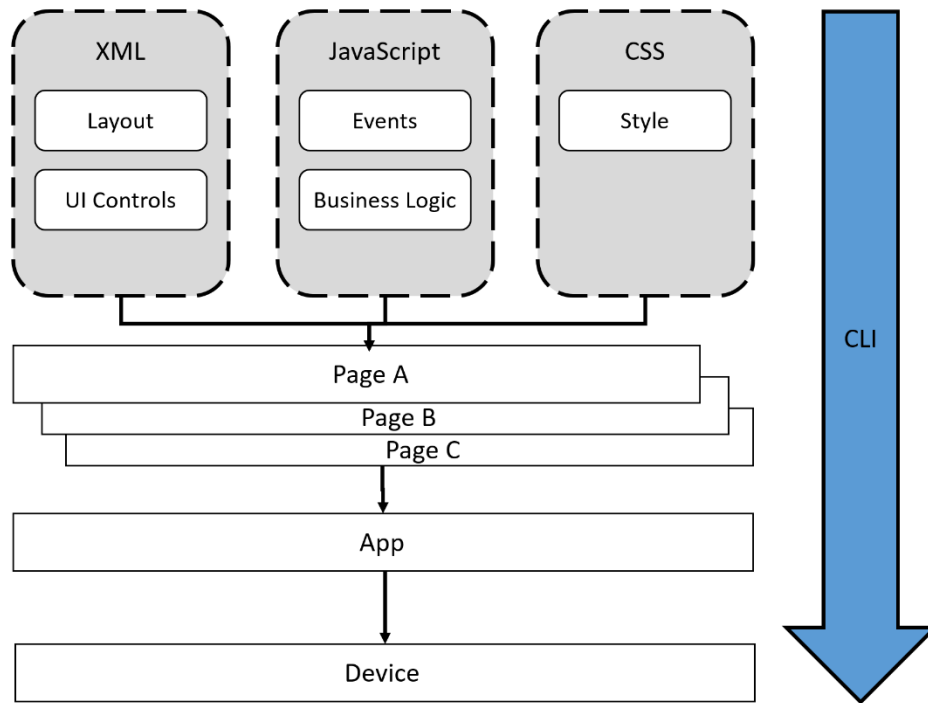 XML
Layout
UI Controls
JavaScript
Events
Business Logic
CSS
Style
CLI
Page A
Page B
Page C
App
Device